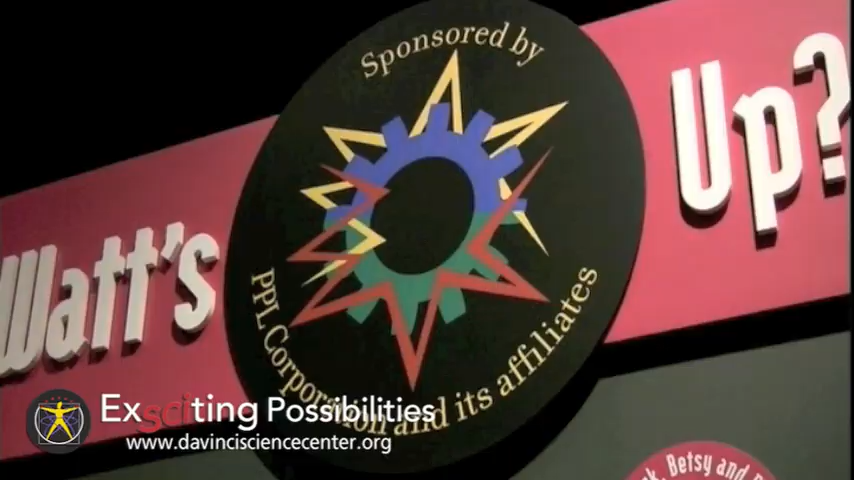 Sponsored by
Watt's Up?
PPL Corporation and its affiliates
Exsciting Possibilities
www.davincisciencecenter.org
Betsy and